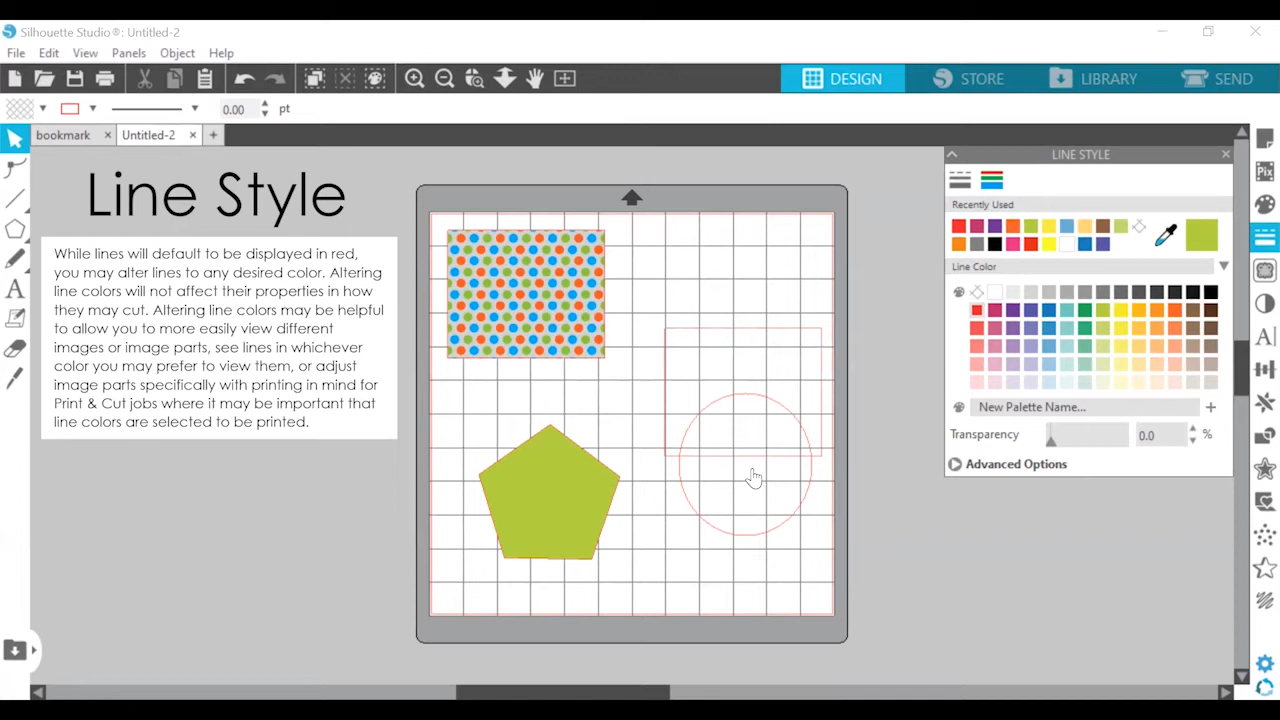 Silhouette Studio®: Untitled-2
File Edit View Panels Object Help
DESIGN STORE LIBRARY SEND
0.00 pt
bookmark Untitled-2
Line Style
While lines will default to be displayed in red,
you may alter lines to any desired color. Altering
line colors will not affect their properties in how
they may cut. Altering line colors may be helpful
to allow you to more easily view different
images or image parts, see lines in whichever
color you may prefer to view them, or adjust
image parts specifically with printing in mind for
Print & Cut jobs where it may be important that
line colors are selected to be printed.
LINE STYLE
Recently Used
Line Color
New Palette Name...
Transparency 0.0 %
Advanced Options
Pix
A
A